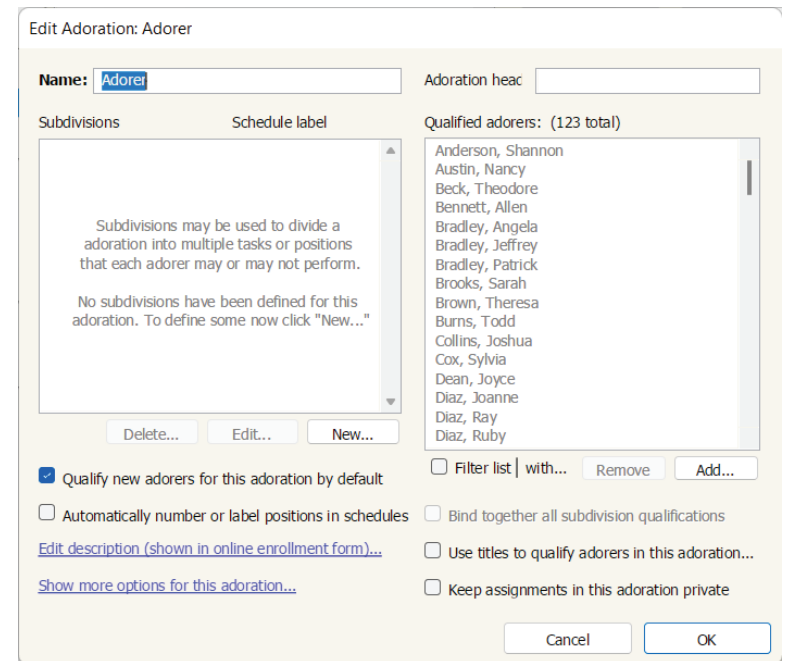 Edit Adoration: Adorer
Name: Adorer
Adoration head
Subdivisions Schedule label
Qualified adorers: (123 total)
Subdivisions may be used to divide a
adoration into multiple tasks or positions
that each adorer may or may not perform.
No subdivisions have been defined for this
adoration. To define some now click "New..."
Delete... Edit... New...
Anderson, Shannon
Austin, Nancy
Beck, Theodore
Bennett, Allen
Bradley, Angela
Bradley, Jeffrey
Bradley, Patrick
Brooks, Sarah
Brown, Theresa
Burns, Todd
Collins, Joshua
Cox, Sylvia
Dean, Joyce
Diaz, Joanne
Diaz, Ray
Diaz, Ruby
Filter list with... Remove Add...
Qualify new adorers for this adoration by default
Automatically number or label positions in schedules
Edit description (shown in online enrollment form)...
Show more options for this adoration...
Bind together all subdivision qualifications
Use titles to qualify adorers in this adoration...
Keep assignments in this adoration private
Cancel OK